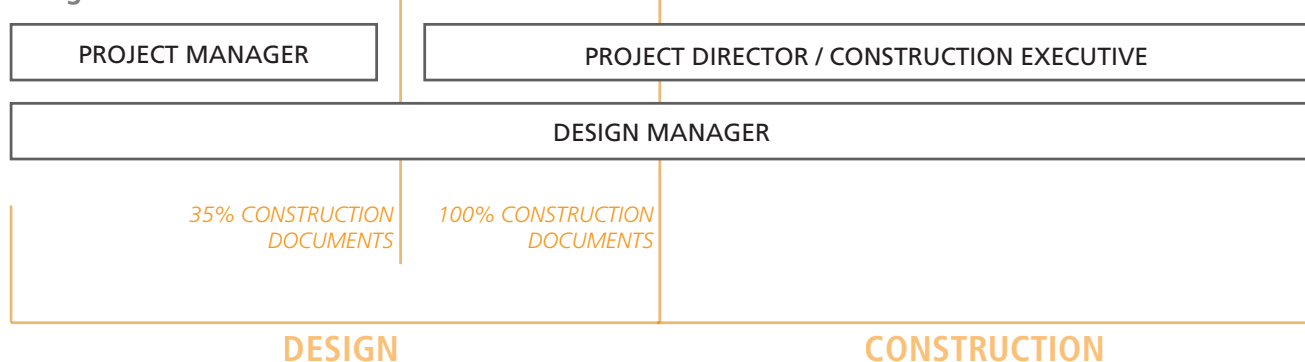 PROJECT MANAGER
PROJECT DIRECTOR / CONSTRUCTION EXECUTIVE
DESIGN MANAGER
35% CONSTRUCTION
DOCUMENTS
100% CONSTRUCTION
DOCUMENTS
DESIGN
CONSTRUCTION